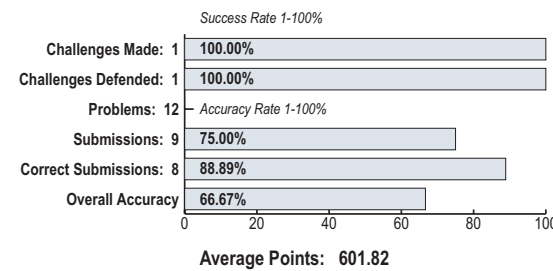 Success Rate 1-100%
Challenges Made: 1 100.00%
Challenges Defended: 1 100.00%
Problems: 12 Accuracy Rate 1-100%
Submissions: 9 75.00%
Correct Submissions: 8 88.89%
Overall Accuracy 66.67%
0 20 40 60 80 100
Average Points: 601.82